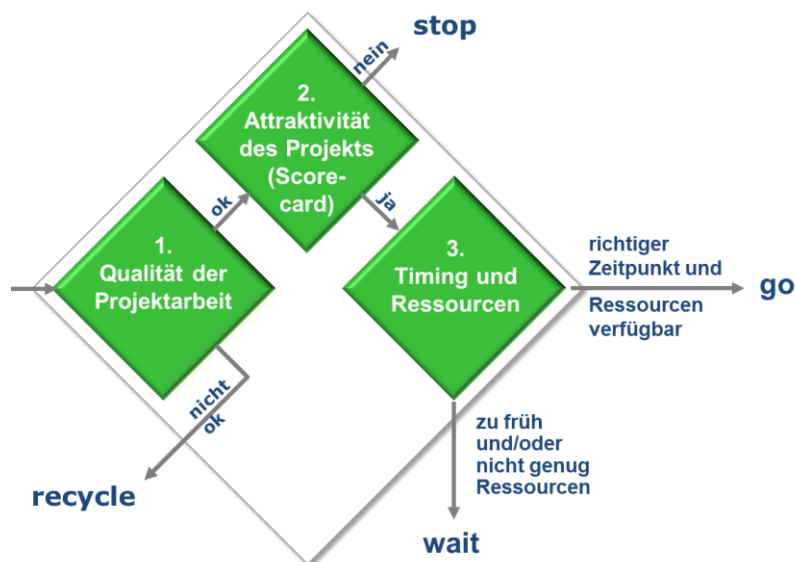 stop
nein
2.
Attraktivität
des Projekts
(Score-
card)
ok
ja
1.
Qualität der
Projektarbeit
3.
Timing und
Ressourcen
richtiger
Zeitpunkt und
Ressourcen
verfügbar
go
nicht
ok
recycle
zu früh
und/oder
nicht genug
Ressourcen
wait